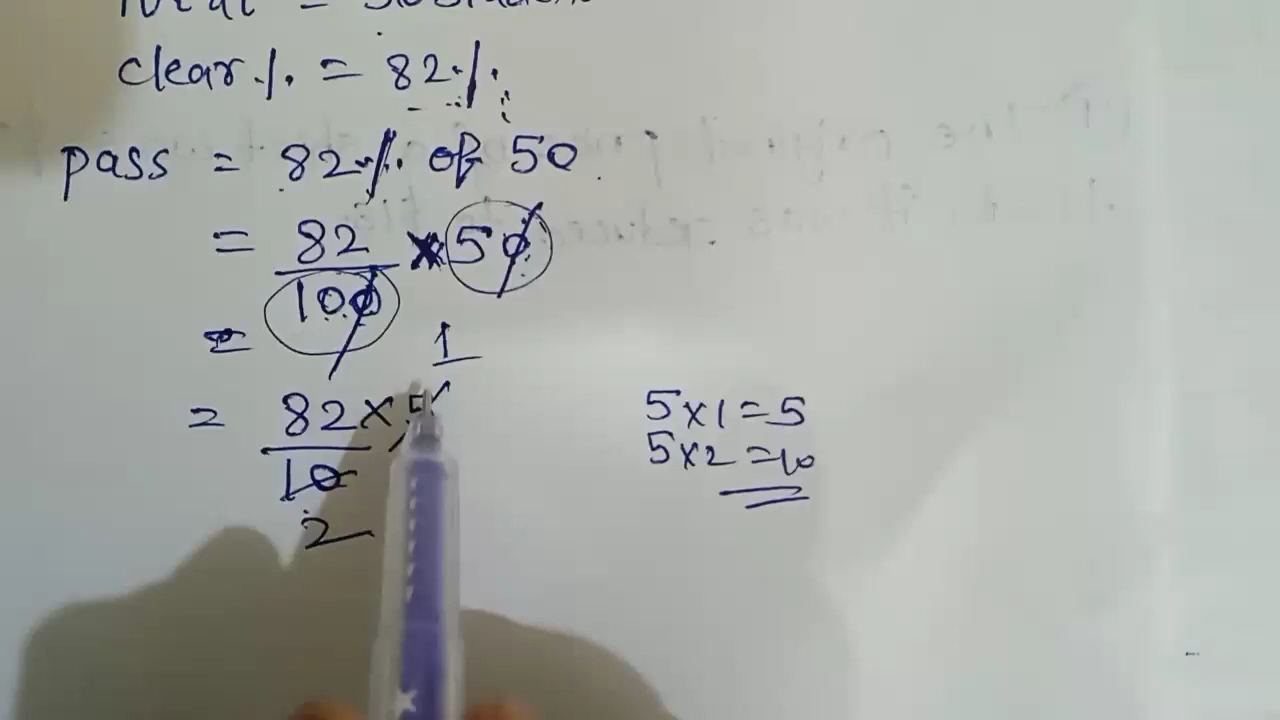 clear % = 82%
pass = 82% of 50
= 82/100 × 50
=
1
= 82 × 5/10
2
5 × 1 = 5
5 × 2 = 10